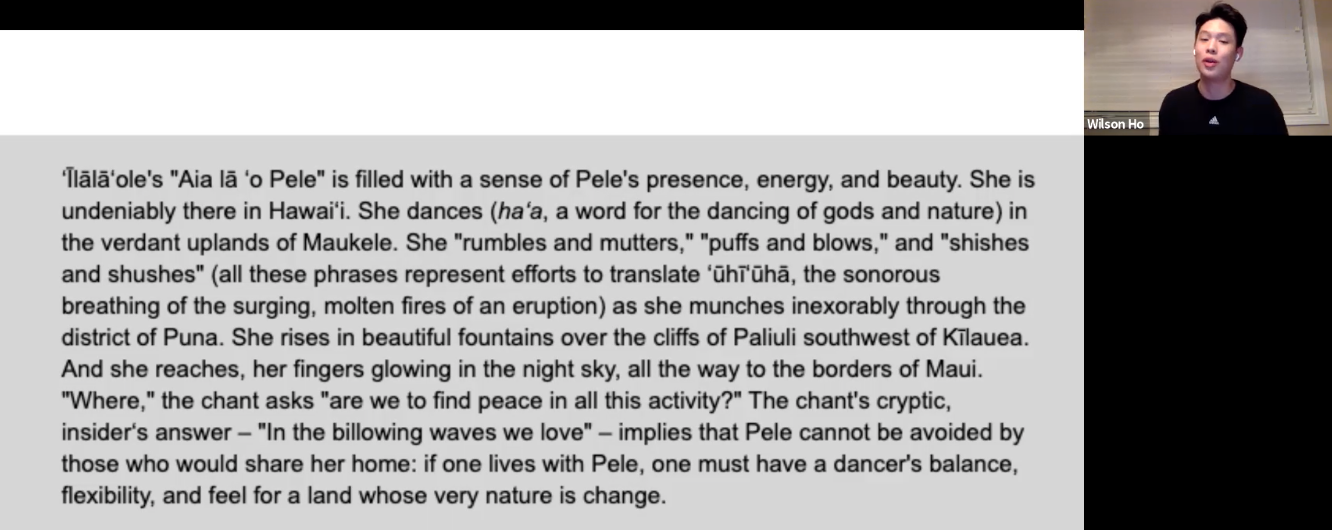 ʻĪlālāʻole's "Aia lā ʻo Pele" is filled with a sense of Pele's presence, energy, and beauty. She is
undeniably there in Hawaiʻi. She dances (haʻa, a word for the dancing of gods and nature) in
the verdant uplands of Maukele. She "rumbles and mutters," "puffs and blows," and "shishes
and shushes" (all these phrases represent efforts to translate ʻūhīʻūhā, the sonorous
breathing of the surging, molten fires of an eruption) as she munches inexorably through the
district of Puna. She rises in beautiful fountains over the cliffs of Paliuli southwest of Kīlauea.
And she reaches, her fingers glowing in the night sky, all the way to the borders of Maui.
"Where," the chant asks "are we to find peace in all this activity?" The chant's cryptic,
insiderʻs answer – "In the billowing waves we love" – implies that Pele cannot be avoided by
those who would share her home: if one lives with Pele, one must have a dancer's balance,
flexibility, and feel for a land whose very nature is change.
Wilson Ho